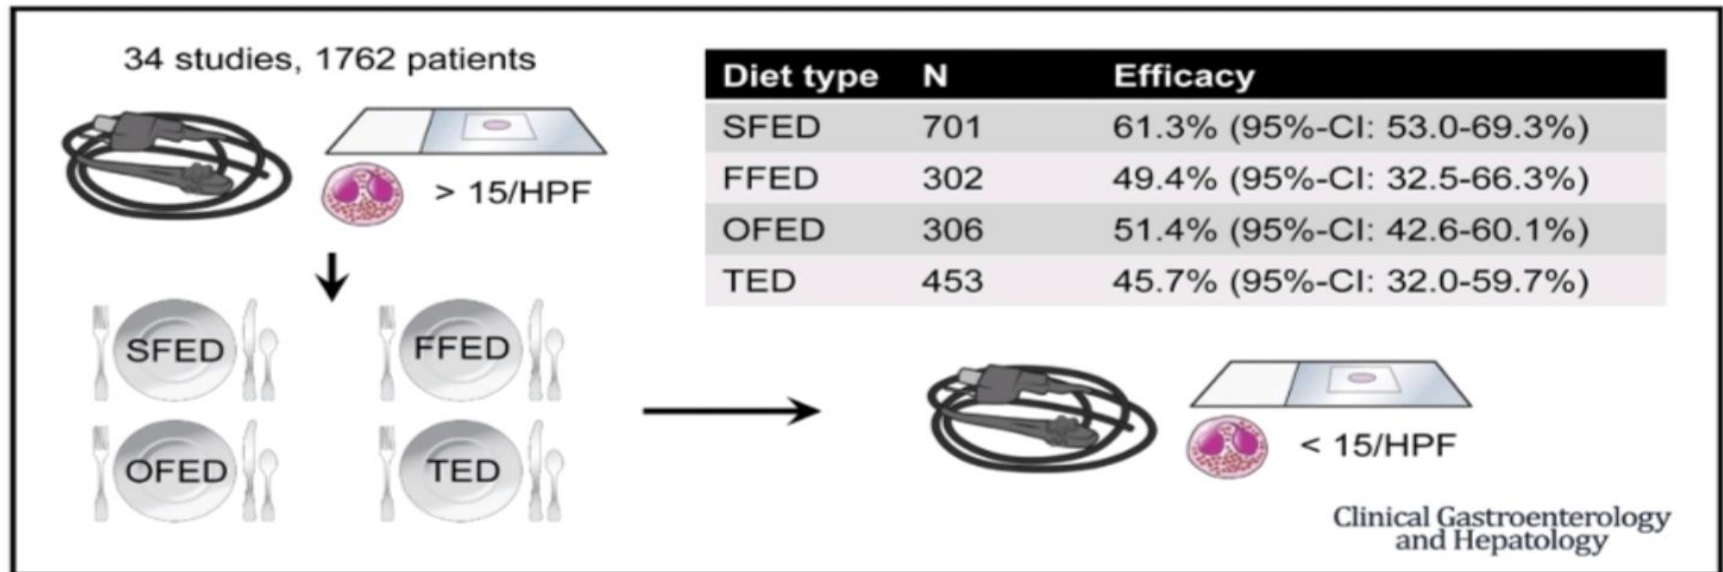 34 studies, 1762 patients
> 15/HPF
SFED
FFED
OFED
TED
Diet type N Efficacy
SFED 701 61.3% (95%-CI: 53.0-69.3%)
FFED 302 49.4% (95%-CI: 32.5-66.3%)
OFED 306 51.4% (95%-CI: 42.6-60.1%)
TED 453 45.7% (95%-CI: 32.0-59.7%)
< 15/HPF
Clinical Gastroenterology
and Hepatology